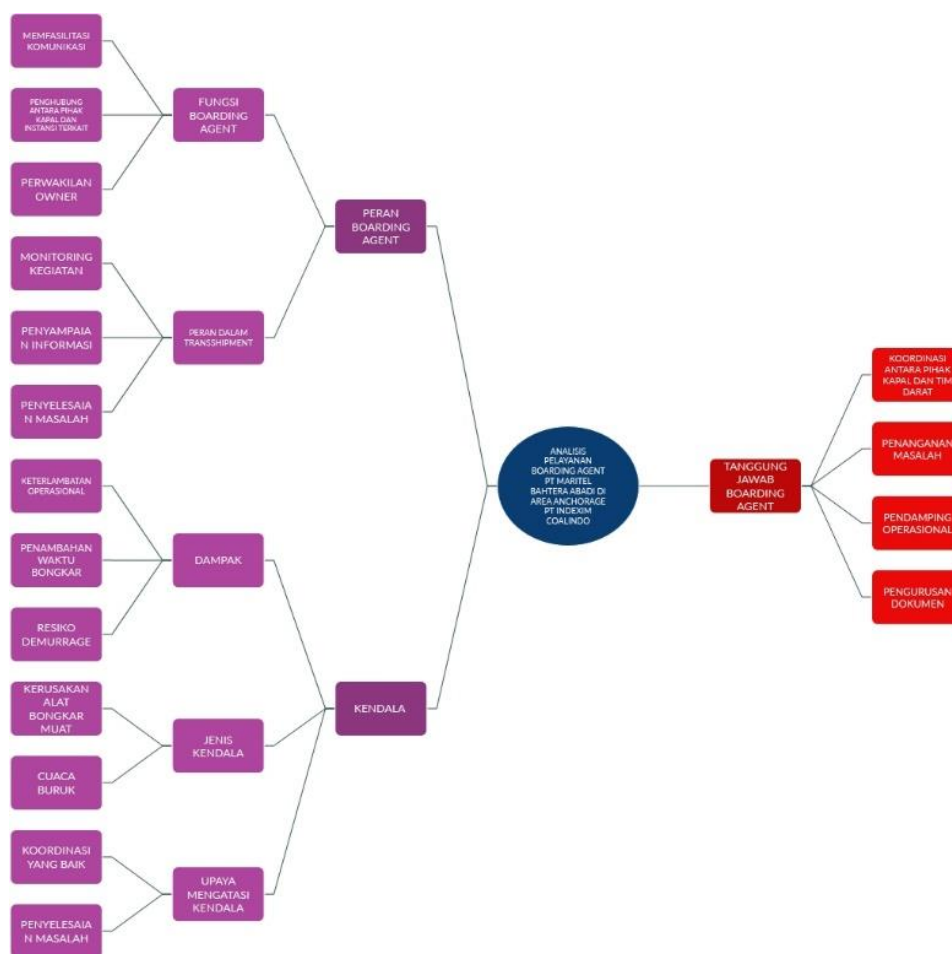 MEMFASILITASI
KOMUNIKASI
PENGHUBUNG
ANTARA PIHAK
KAPAL DAN
INSTANSI TERKAIT
PERWAKILAN
OWNER
FUNGSI
BOARDING
AGENT
MONITORING
KEGIATAN
PENYAMPAIA
N INFORMASI
PENYELESAIA
N MASALAH
PERAN DALAM
TRANSSHIPMENT
PERAN
BOARDING
AGENT
KETERLAMBATAN
OPERASIONAL
PENAMBAHAN
WAKTU
BONGKAR
RESIKO
DEMURRAGE
DAMPAK
KERUSAKAN
ALAT
BONGKAR
MUAT
CUACA
BURUK
JENIS
KENDALA
KOORDINASI
YANG BAIK
PENYELESAIA
N MASALAH
UPAYA
MENGATASI
KENDALA
KENDALA
ANALISIS
PELAYANAN
BOARDING AGENT
PT MARITEL
BAHTERA ABADI DI
AREA ANCHORAGE
PT INDEXIM
COALINDO
TANGGUNG
JAWAB
BOARDING
AGENT
KOORDINASI
ANTARA PIHAK
KAPAL DAN TIM
DARAT
PENANGANAN
MASALAH
PENDAMPING
OPERASIONAL
PENGURUSAN
DOKUMEN